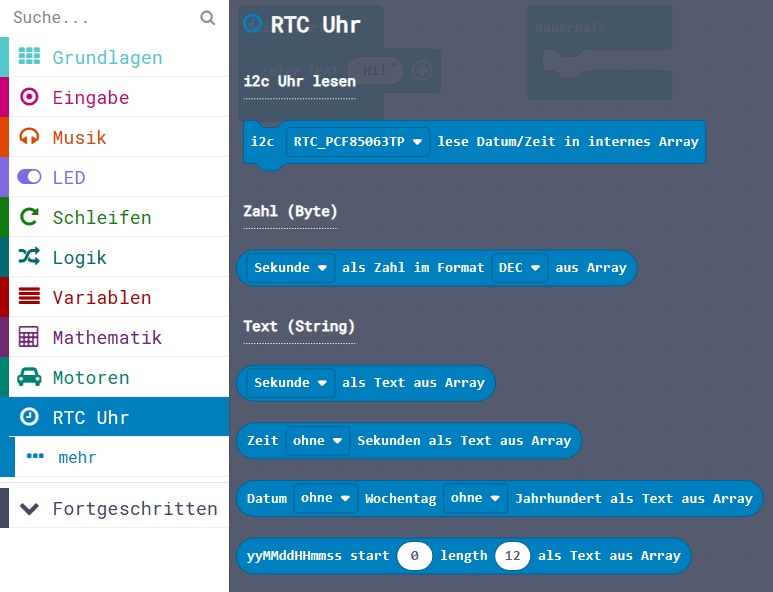 Suche...
Grundlagen
Eingabe
Musik
LED
Schleifen
Logik
Variablen
Mathematik
Motoren
RTC Uhr
mehr
Fortgeschritten
RTC Uhr
dauerhaft
"Hi!"
i2c Uhr lesen
i2c RTC_PCF85063TP lese Datum/Zeit in internes Array
Zahl (Byte)
Sekunde als Zahl im Format DEC aus Array
Text (String)
Sekunde als Text aus Array
Zeit ohne Sekunden als Text aus Array
Datum ohne Wochentag ohne Jahrhundert als Text aus Array
yyMMddHHmmss start 0 length 12 als Text aus Array